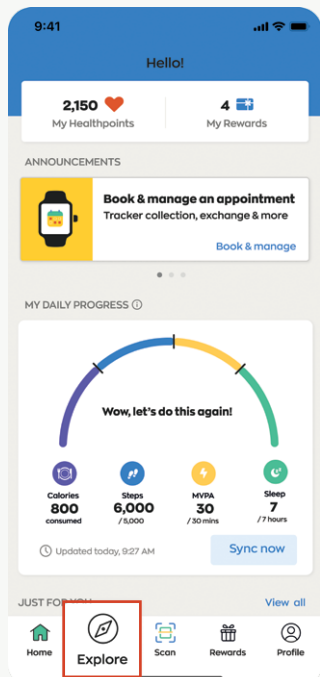 9:41
Hello!
2,150
My Healthpoints
4
My Rewards
ANNOUNCEMENTS
Book & manage an appointment
Tracker collection, exchange & more
Book & manage
MY DAILY PROGRESS
Wow, let's do this again!
Calories
800
consumed
Steps
6,000
/ 5,000
MVPA
30
/ 30 mins
Sleep
7
/ 7 hours
Updated today, 9:27 AM
Sync now
JUST FOR YOU
View all
Home
Explore
Scan
Rewards
Profile